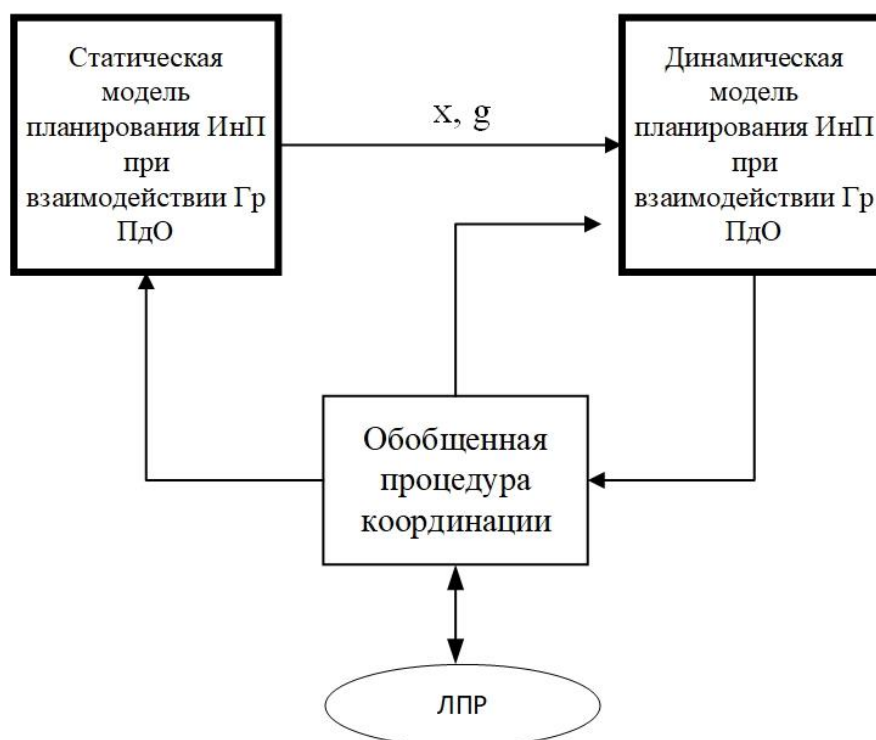 Статическая
модель
планирования ИнП
при
взаимодействии Гр
ПдО
x, g
Динамическая
модель
планирования ИнП
при
взаимодействии Гр
ПдО
Обобщенная
процедура
координации
ЛПР